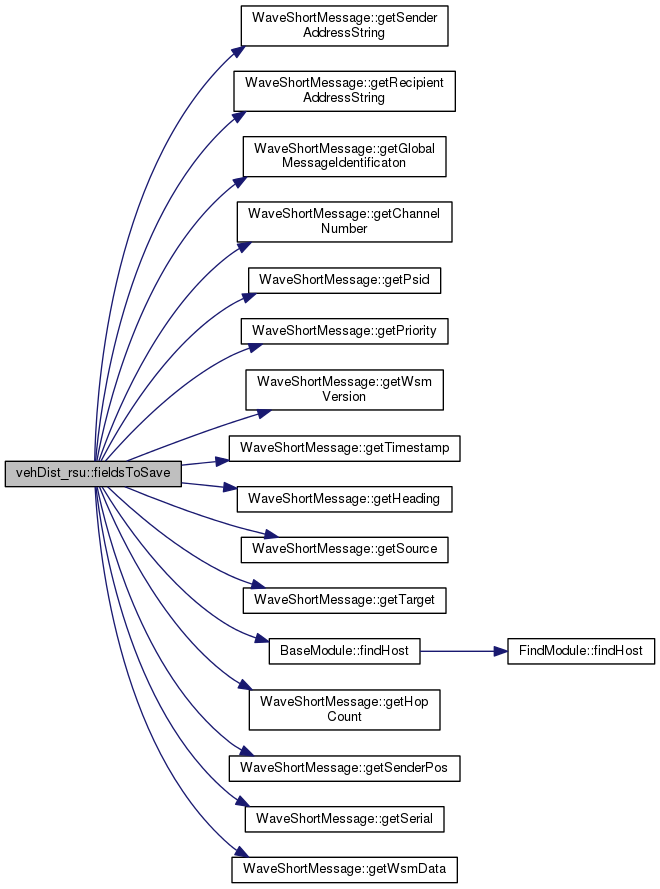 WaveShortMessage::getSender
AddressString
WaveShortMessage::getRecipient
AddressString
WaveShortMessage::getGlobal
MessageIdentificaton
WaveShortMessage::getChannel
Number
WaveShortMessage::getPsid
WaveShortMessage::getPriority
WaveShortMessage::getWsm
Version
WaveShortMessage::getTimestamp
vehDist_rsu::fieldsToSave
WaveShortMessage::getHeading
WaveShortMessage::getSource
WaveShortMessage::getTarget
BaseModule::findHost
FindModule::findHost
WaveShortMessage::getHop
Count
WaveShortMessage::getSenderPos
WaveShortMessage::getSerial
WaveShortMessage::getWsmData